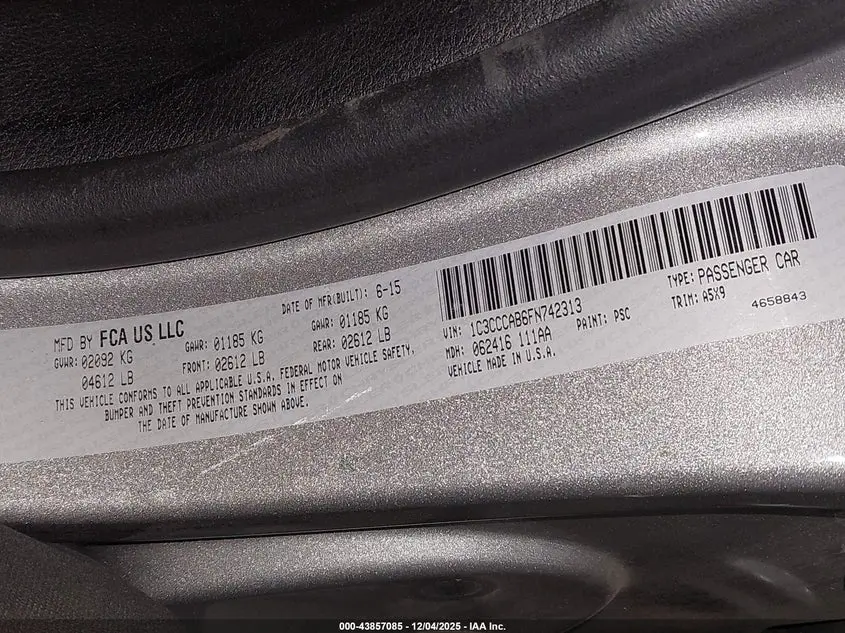 MFD BY FCA US LLC
DATE OF MFR(BUILT): 6-15
GVWR: 02092 KG
04612 LB
GAWR: 01185 KG
FRONT: 02612 LB
GAWR: 01185 KG
REAR: 02612 LB
THIS VEHICLE CONFORMS TO ALL APPLICABLE U.S.A. FEDERAL MOTOR VEHICLE SAFETY,
BUMPER AND THEFT PREVENTION STANDARDS IN EFFECT ON
THE DATE OF MANUFACTURE SHOWN ABOVE.
VIN: 1C3CCCAB6FN742313
TYPE: PASSENGER CAR
MDH: 062416 111AA
PAINT: PSC
TRIM: A5X9
VEHICLE MADE IN U.S.A.
4658843
000-43857085 - 12/04/2025 - IAA Inc.